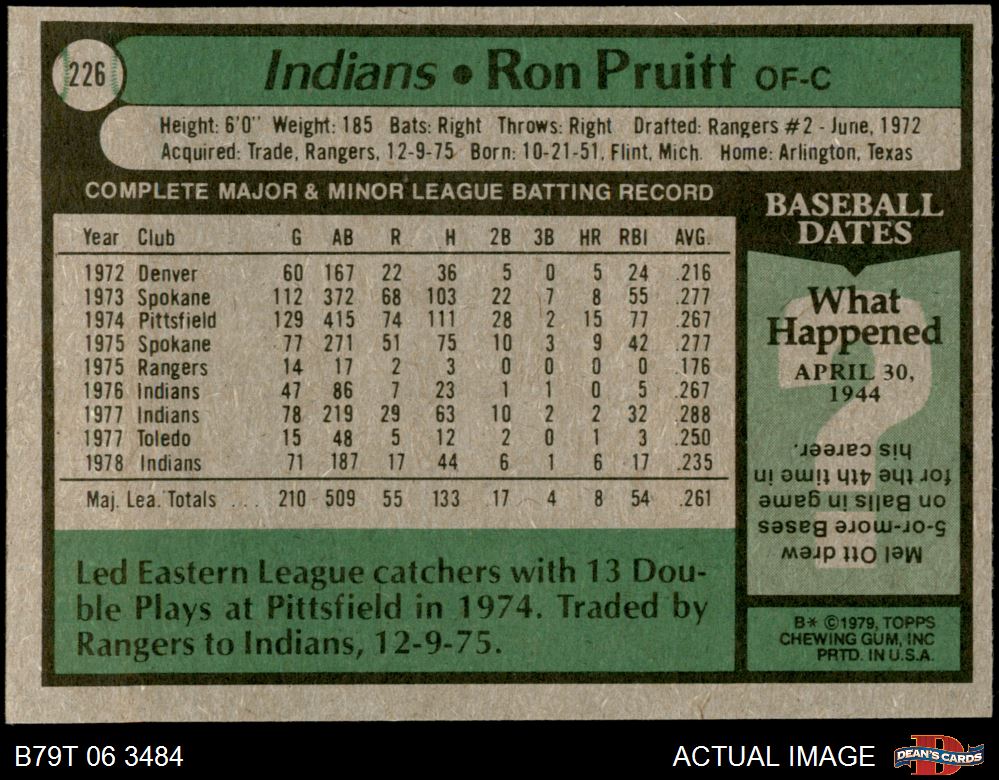 226
Indians • Ron Pruitt OF-C
Height: 6'0" Weight: 185 Bats: Right Throws: Right Drafted: Rangers #2 - June, 1972
Acquired: Trade, Rangers, 12-9-75 Born: 10-21-51, Flint, Mich. Home: Arlington, Texas
COMPLETE MAJOR & MINOR LEAGUE BATTING RECORD
Year Club G AB R H 2B 3B HR RBI AVG.
1972 Denver 60 167 22 36 5 0 5 24 .216
1973 Spokane 112 372 68 103 22 7 8 55 .277
1974 Pittsfield 129 415 74 111 28 2 15 77 .267
1975 Spokane 77 271 51 75 10 3 9 42 .277
1975 Rangers 14 17 2 3 0 0 0 0 .176
1976 Indians 47 86 7 23 1 1 0 5 .267
1977 Indians 78 219 29 63 10 2 2 32 .288
1977 Toledo 15 48 5 12 2 0 1 3 .250
1978 Indians 71 187 17 44 6 1 6 17 .235
Maj. Lea. Totals ... 210 509 55 133 17 4 8 54 .261
Led Eastern League catchers with 13 Dou-
ble Plays at Pittsfield in 1974. Traded by
Rangers to Indians, 12-9-75.
BASEBALL
DATES
What
Happened
APRIL 30,
1944
Mel Ott drew
5-or-more Bases
on Balls in game
for the 4th time in
his career.
B* ©1979, TOPPS
CHEWING GUM, INC
PRTD. IN U.S.A.
B79T 06 3484
ACTUAL IMAGE
DEAN'S CARDS